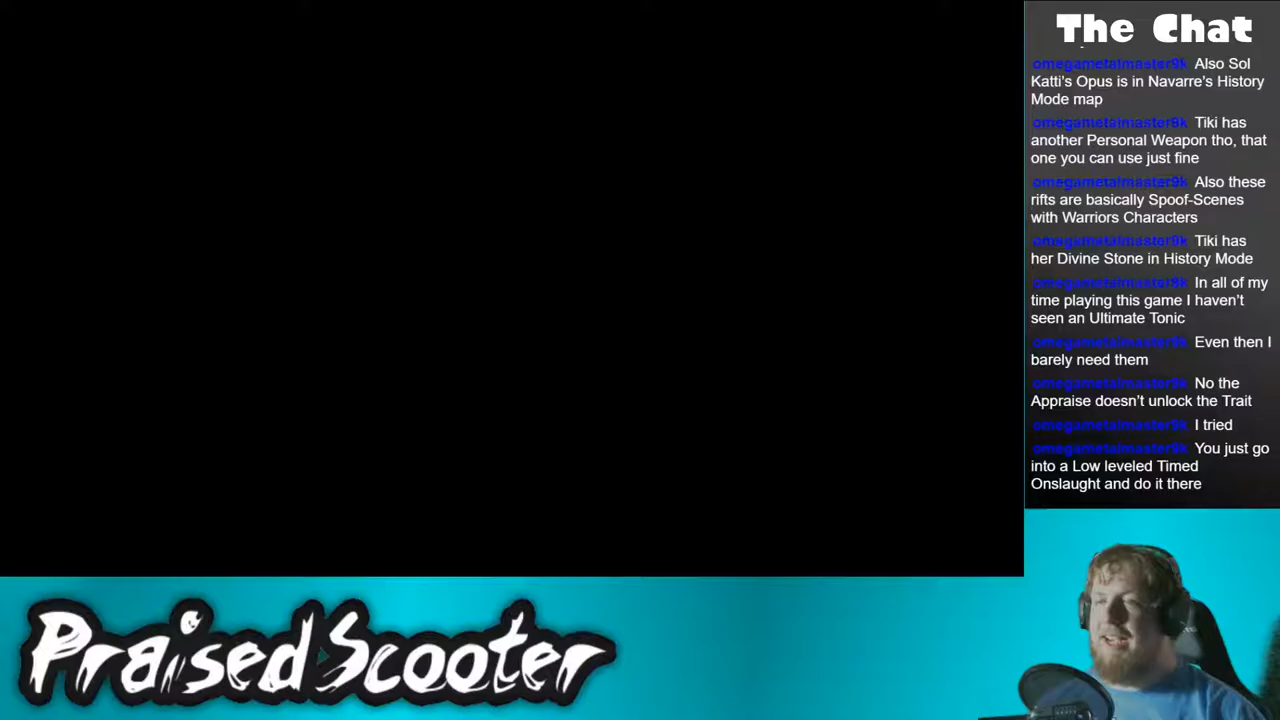 The Chat
omegametalmaster9k Also Sol
Katti's Opus is in Navarre's History
Mode map
omegametalmaster9k Tiki has
another Personal Weapon tho, that
one you can use just fine
omegametalmaster9k Also these
rifts are basically Spoof-Scenes
with Warriors Characters
omegametalmaster9k Tiki has
her Divine Stone in History Mode
omegametalmaster9k In all of my
time playing this game I haven't
seen an Ultimate Tonic
omegametalmaster9k Even then I
barely need them
omegametalmaster9k No the
Appraise doesn't unlock the Trait
omegametalmaster9k I tried
omegametalmaster9k You just go
into a Low leveled Timed
Onslaught and do it there
Praised Scooter